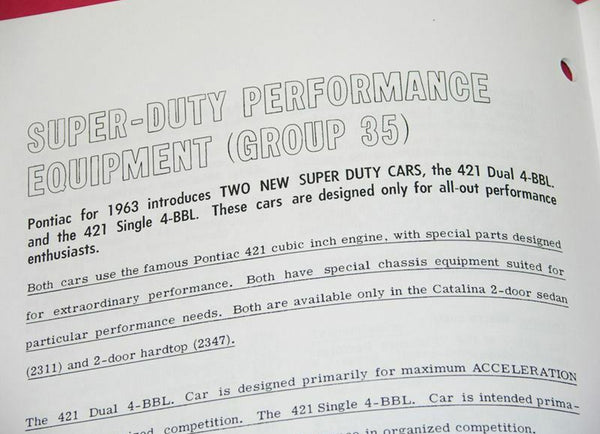 SUPER-DUTY PERFORMANCE
EQUIPMENT (GROUP 35)
Pontiac for 1963 introduces TWO NEW SUPER DUTY CARS, the 421 Dual 4-BBL.
and the 421 Single 4-BBL. These cars are designed only for all-out performance
enthusiasts.
Both cars use the famous Pontiac 421 cubic inch engine, with special parts designed
for extraordinary performance. Both have special chassis equipment suited for
particular performance needs. Both are available only in the Catalina 2-door sedan
(2311) and 2-door hardtop (2347).
The 421 Dual 4-BBL. Car is designed primarily for maximum ACCELERATION
competition. The 421 Single 4-BBL. Car is intended prima-
in organized competition.